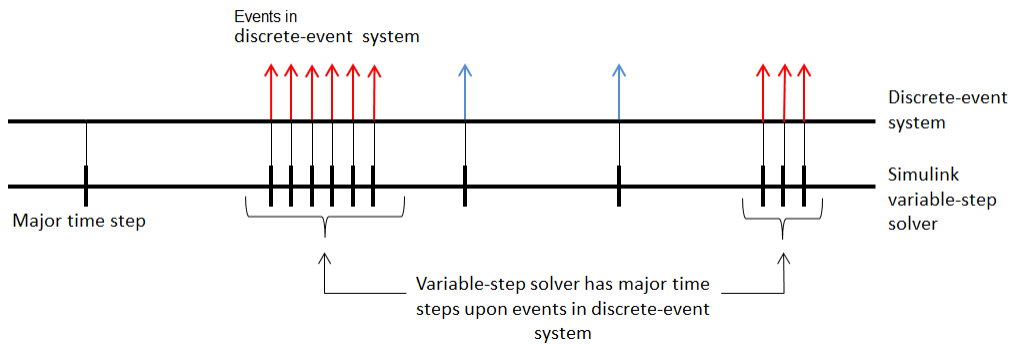 Events in
discrete-event system
Discrete-event
system
Simulink
variable-step
solver
Major time step
Variable-step solver has major time
steps upon events in discrete-event
system